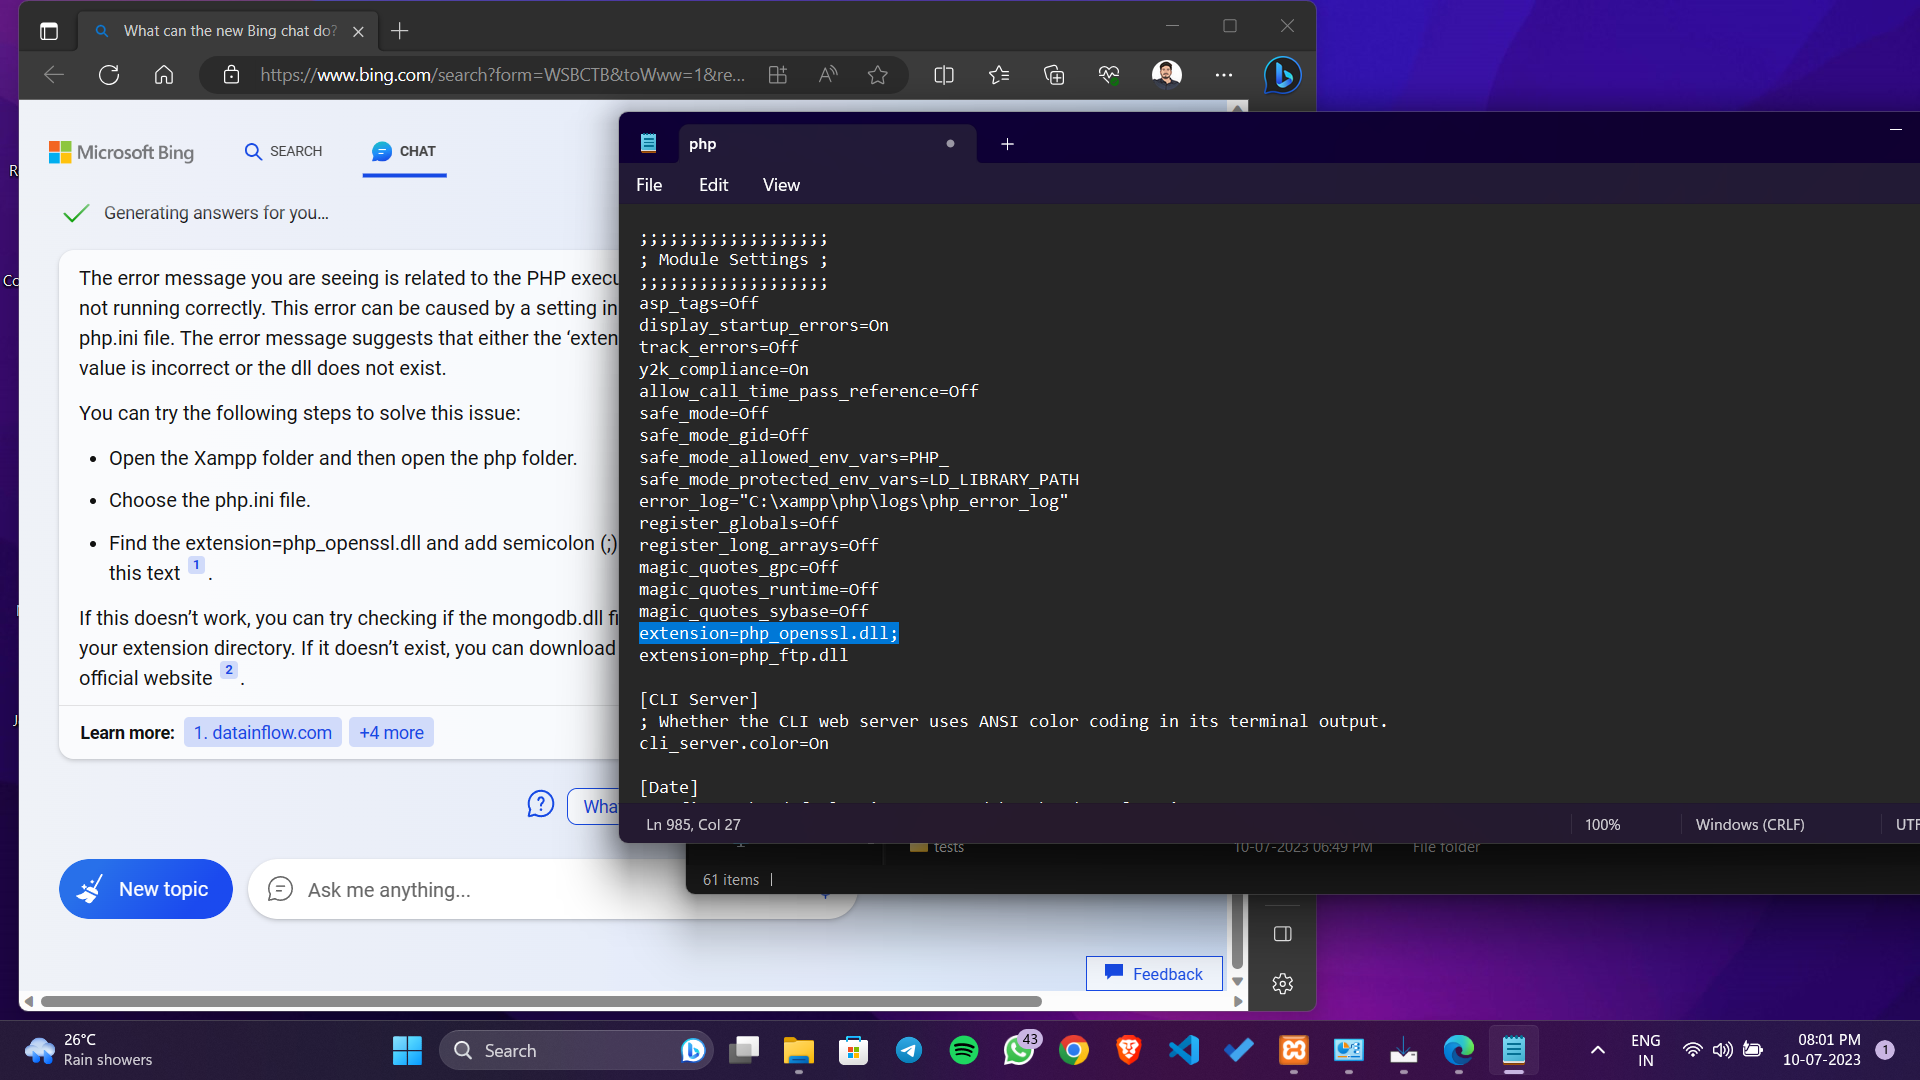 What can the new Bing chat do?
https://www.bing.com/search?form=WSBCTB&toWww=1&re...
Microsoft Bing
SEARCH
CHAT
Generating answers for you...
The error message you are seeing is related to the PHP execu
not running correctly. This error can be caused by a setting in
php.ini file. The error message suggests that either the ‘exten
value is incorrect or the dll does not exist.
You can try the following steps to solve this issue:
• Open the Xampp folder and then open the php folder.
• Choose the php.ini file.
• Find the extension=php_openssl.dll and add semicolon (;)
this text 1 .
If this doesn’t work, you can try checking if the mongodb.dll fi
your extension directory. If it doesn’t exist, you can download
official website 2 .
Learn more: 1. datainflow.com +4 more
Wha
New topic
Ask me anything...
Feedback
php
File Edit View
;;;;;;;;;;;;;;;;;;;
; Module Settings ;
;;;;;;;;;;;;;;;;;;;
asp_tags=Off
display_startup_errors=On
track_errors=Off
y2k_compliance=On
allow_call_time_pass_reference=Off
safe_mode=Off
safe_mode_gid=Off
safe_mode_allowed_env_vars=PHP_
safe_mode_protected_env_vars=LD_LIBRARY_PATH
error_log="C:\xampp\php\logs\php_error_log"
register_globals=Off
register_long_arrays=Off
magic_quotes_gpc=Off
magic_quotes_runtime=Off
magic_quotes_sybase=Off
extension=php_openssl.dll;
extension=php_ftp.dll
[CLI Server]
; Whether the CLI web server uses ANSI color coding in its terminal output.
cli_server.color=On
[Date]
Ln 985, Col 27
100%
Windows (CRLF)
UTF
tests
10-07-2023 06:49 PM
File folder
61 items
26°C
Rain showers
Search
43
ENG
IN
08:01 PM
10-07-2023
1